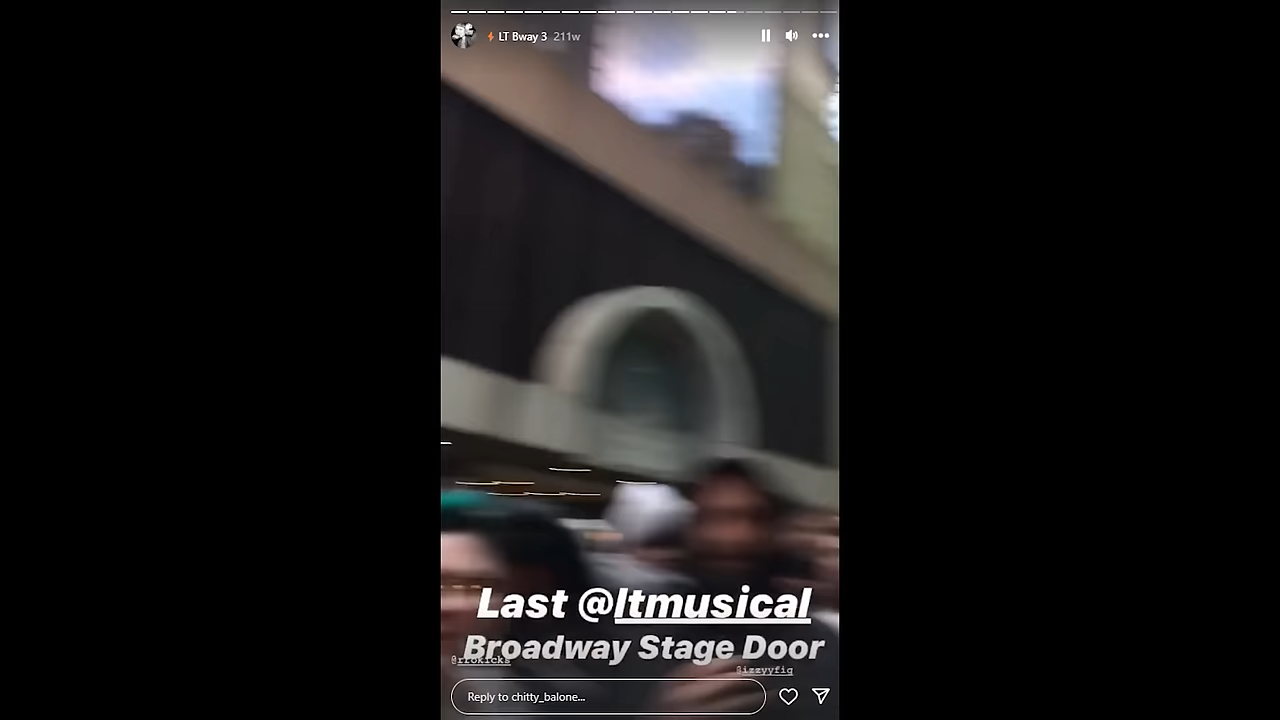 LT Bway 3 211w
Last @ltmusical
Broadway Stage Door
@rrokicks
@izzyyfig
Reply to chitty_balone...